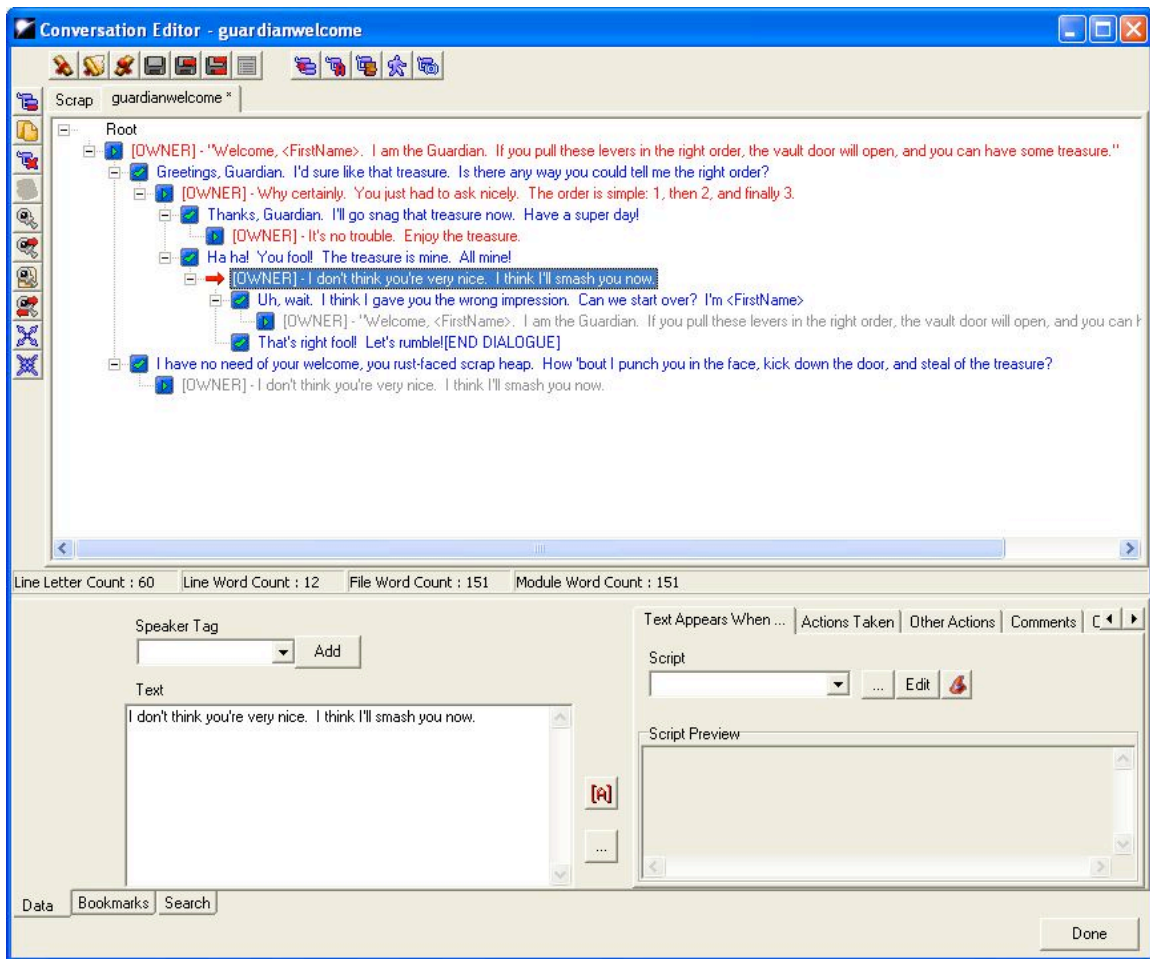 Conversation Editor - guardianwelcome
Scrap guardianwelcome *
Root
[OWNER] - "Welcome, <FirstName>. I am the Guardian. If you pull these levers in the right order, the vault door will open, and you can have some treasure."
Greetings, Guardian. I'd sure like that treasure. Is there any way you could tell me the right order?
[OWNER] - Why certainly. You just had to ask nicely. The order is simple: 1, then 2, and finally 3.
Thanks, Guardian. I'll go snag that treasure now. Have a super day!
[OWNER] - It's no trouble. Enjoy the treasure.
Ha ha! You fool! The treasure is mine. All mine!
[OWNER] - I don't think you're very nice. I think I'll smash you now.
Uh, wait. I think I gave you the wrong impression. Can we start over? I'm <FirstName>
[OWNER] - "Welcome, <FirstName>. I am the Guardian. If you pull these levers in the right order, the vault door will open, and you can
That's right fool! Let's rumble![END DIALOGUE]
I have no need of your welcome, you rust-faced scrap heap. How 'bout I punch you in the face, kick down the door, and steal of the treasure?
[OWNER] - I don't think you're very nice. I think I'll smash you now.
Line Letter Count : 60 Line Word Count : 12 File Word Count : 151 Module Word Count : 151
Speaker Tag
Add
Text
I don't think you're very nice. I think I'll smash you now.
[A]
...
Text Appears When ... Actions Taken Other Actions Comments
Script
... Edit
Script Preview
Data Bookmarks Search
Done